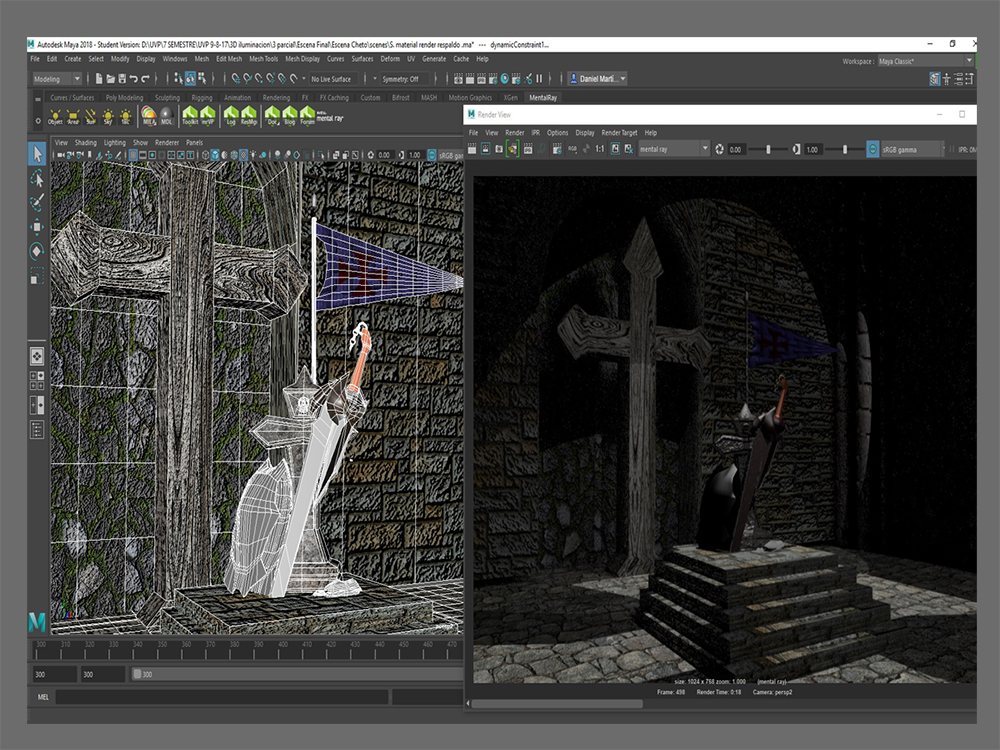 Autodesk Maya 2018 - Student Version: D:\UVP\7 SEMESTRE\UVP 9-8-17\3D iluminacion\3 parcial\Escena Final\Escena Cheto\scenes\S. material render respaldo .ma* --- dynamicConstraint1...
File Edit Create Select Modify Display Windows Mesh Edit Mesh Mesh Tools Mesh Display Curves Surfaces Deform UV Generate Cache Help
Workspace : Maya Classic*
Modeling No Live Surface Symmetry: Off Daniel Marti...
Curves / Surfaces Poly Modeling Sculpting Rigging Animation Rendering FX FX Caching Custom Bifrost MASH Motion Graphics XGen MentalRay
Object Area Sun Sky MILA MDL Toolkit mrVP Log ResMgr Doc Blog Forum mental ray
Render View
File View Render IPR Options Display Render Target Help
View Shading Lighting Show Renderer Panels
1:1 mental ray 0.00 1.00 sRGB gamma
0.00 1.00 sRGB gam
size: 1024 x 768 zoom: 1.000 (mental ray)
Frame: 498 Render Time: 0:18 Camera: persp2
300 310 320 330 340 350 360 370 380 390 400 410 420 430 440 450 460 470
300 300 300
MEL